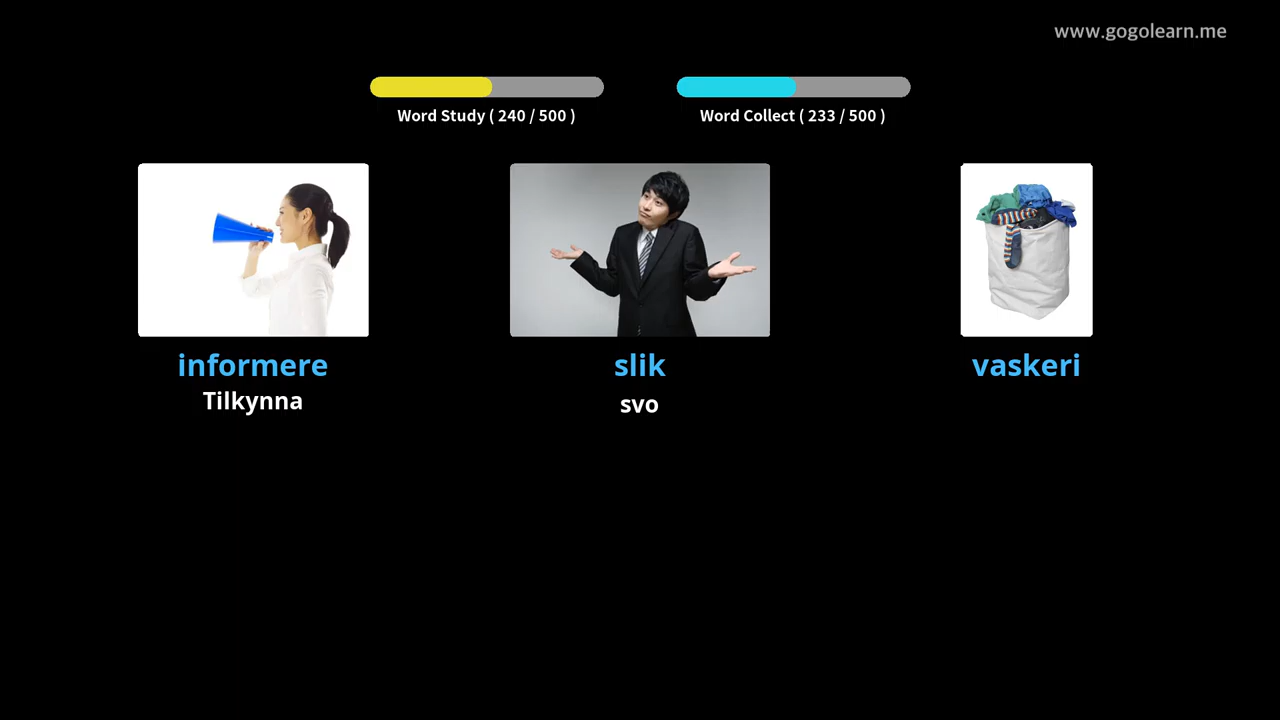 www.gogolearn.me
Word Study ( 240 / 500 )
Word Collect ( 233 / 500 )
informere
Tilkynna
slik
svo
vaskeri